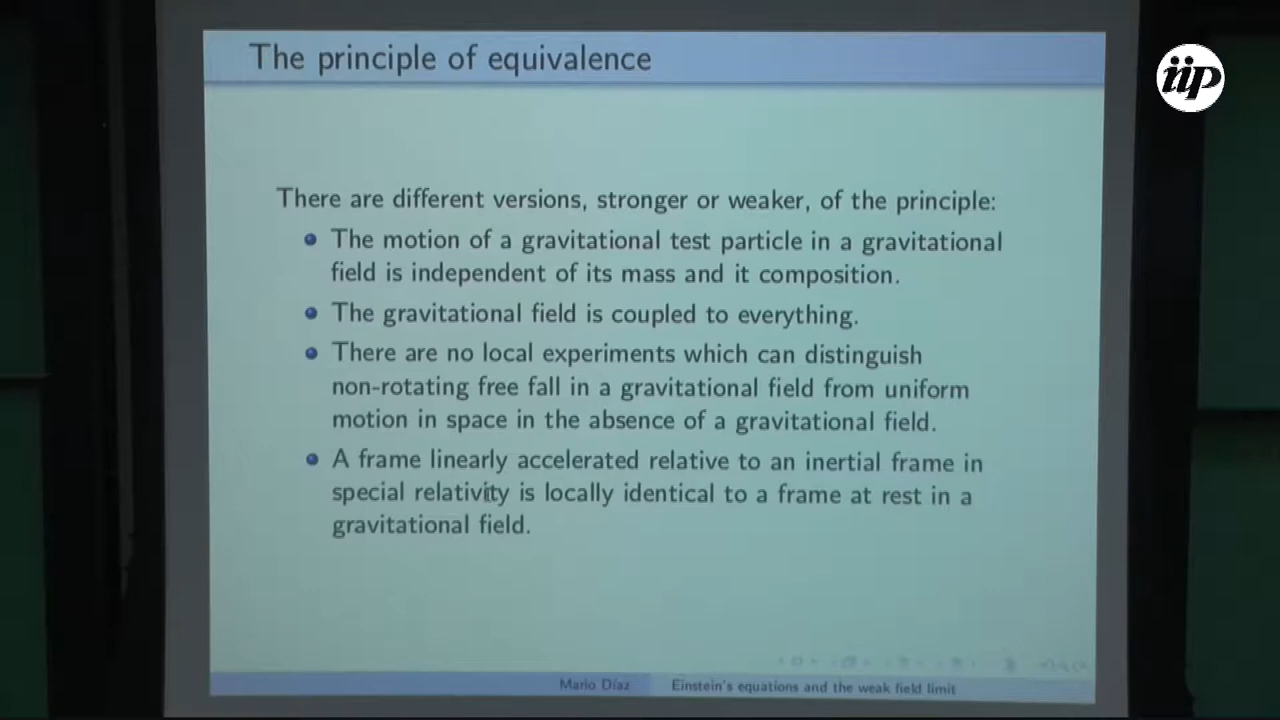 The principle of equivalence
iip
There are different versions, stronger or weaker, of the principle:
The motion of a gravitational test particle in a gravitational
field is independent of its mass and it composition.
The gravitational field is coupled to everything.
There are no local experiments which can distinguish
non-rotating free fall in a gravitational field from uniform
motion in space in the absence of a gravitational field.
A frame linearly accelerated relative to an inertial frame in
special relativity is locally identical to a frame at rest in a
gravitational field.
Mario Díaz
Einstein's equations and the weak field limit